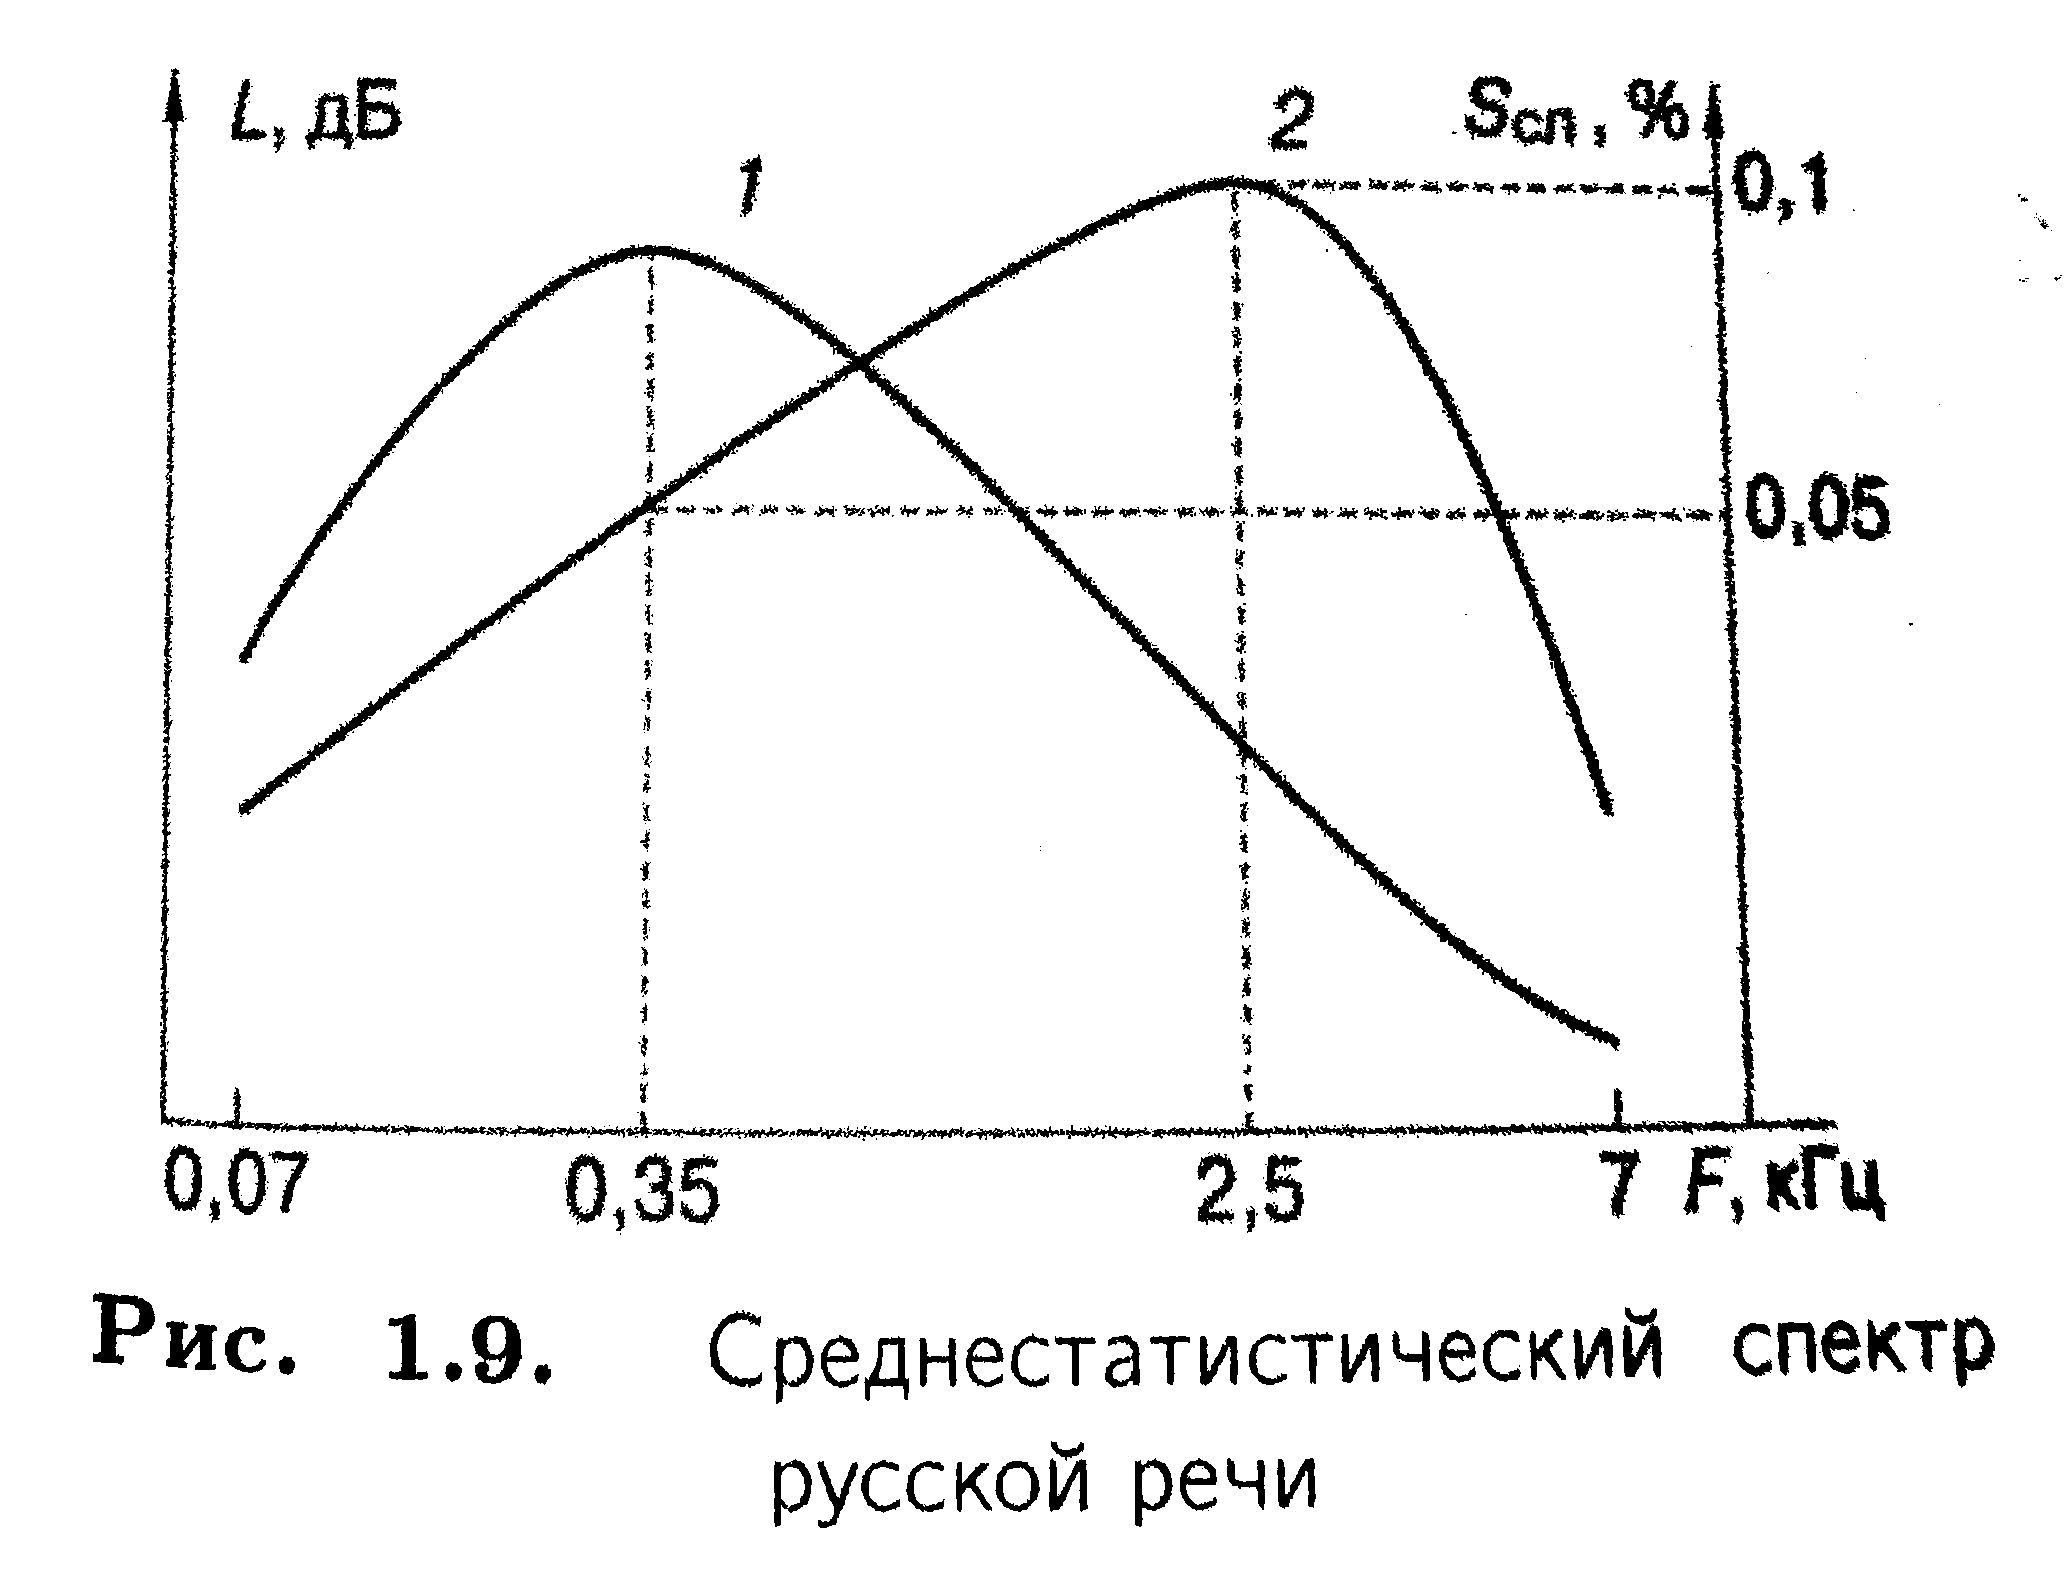 L, дБ
1
2
Sсл, %
0,1
0,05
0,07 0,35 2,5 7 F, кГц
Рис. 1.9. Среднестатистический спектр
русской речи